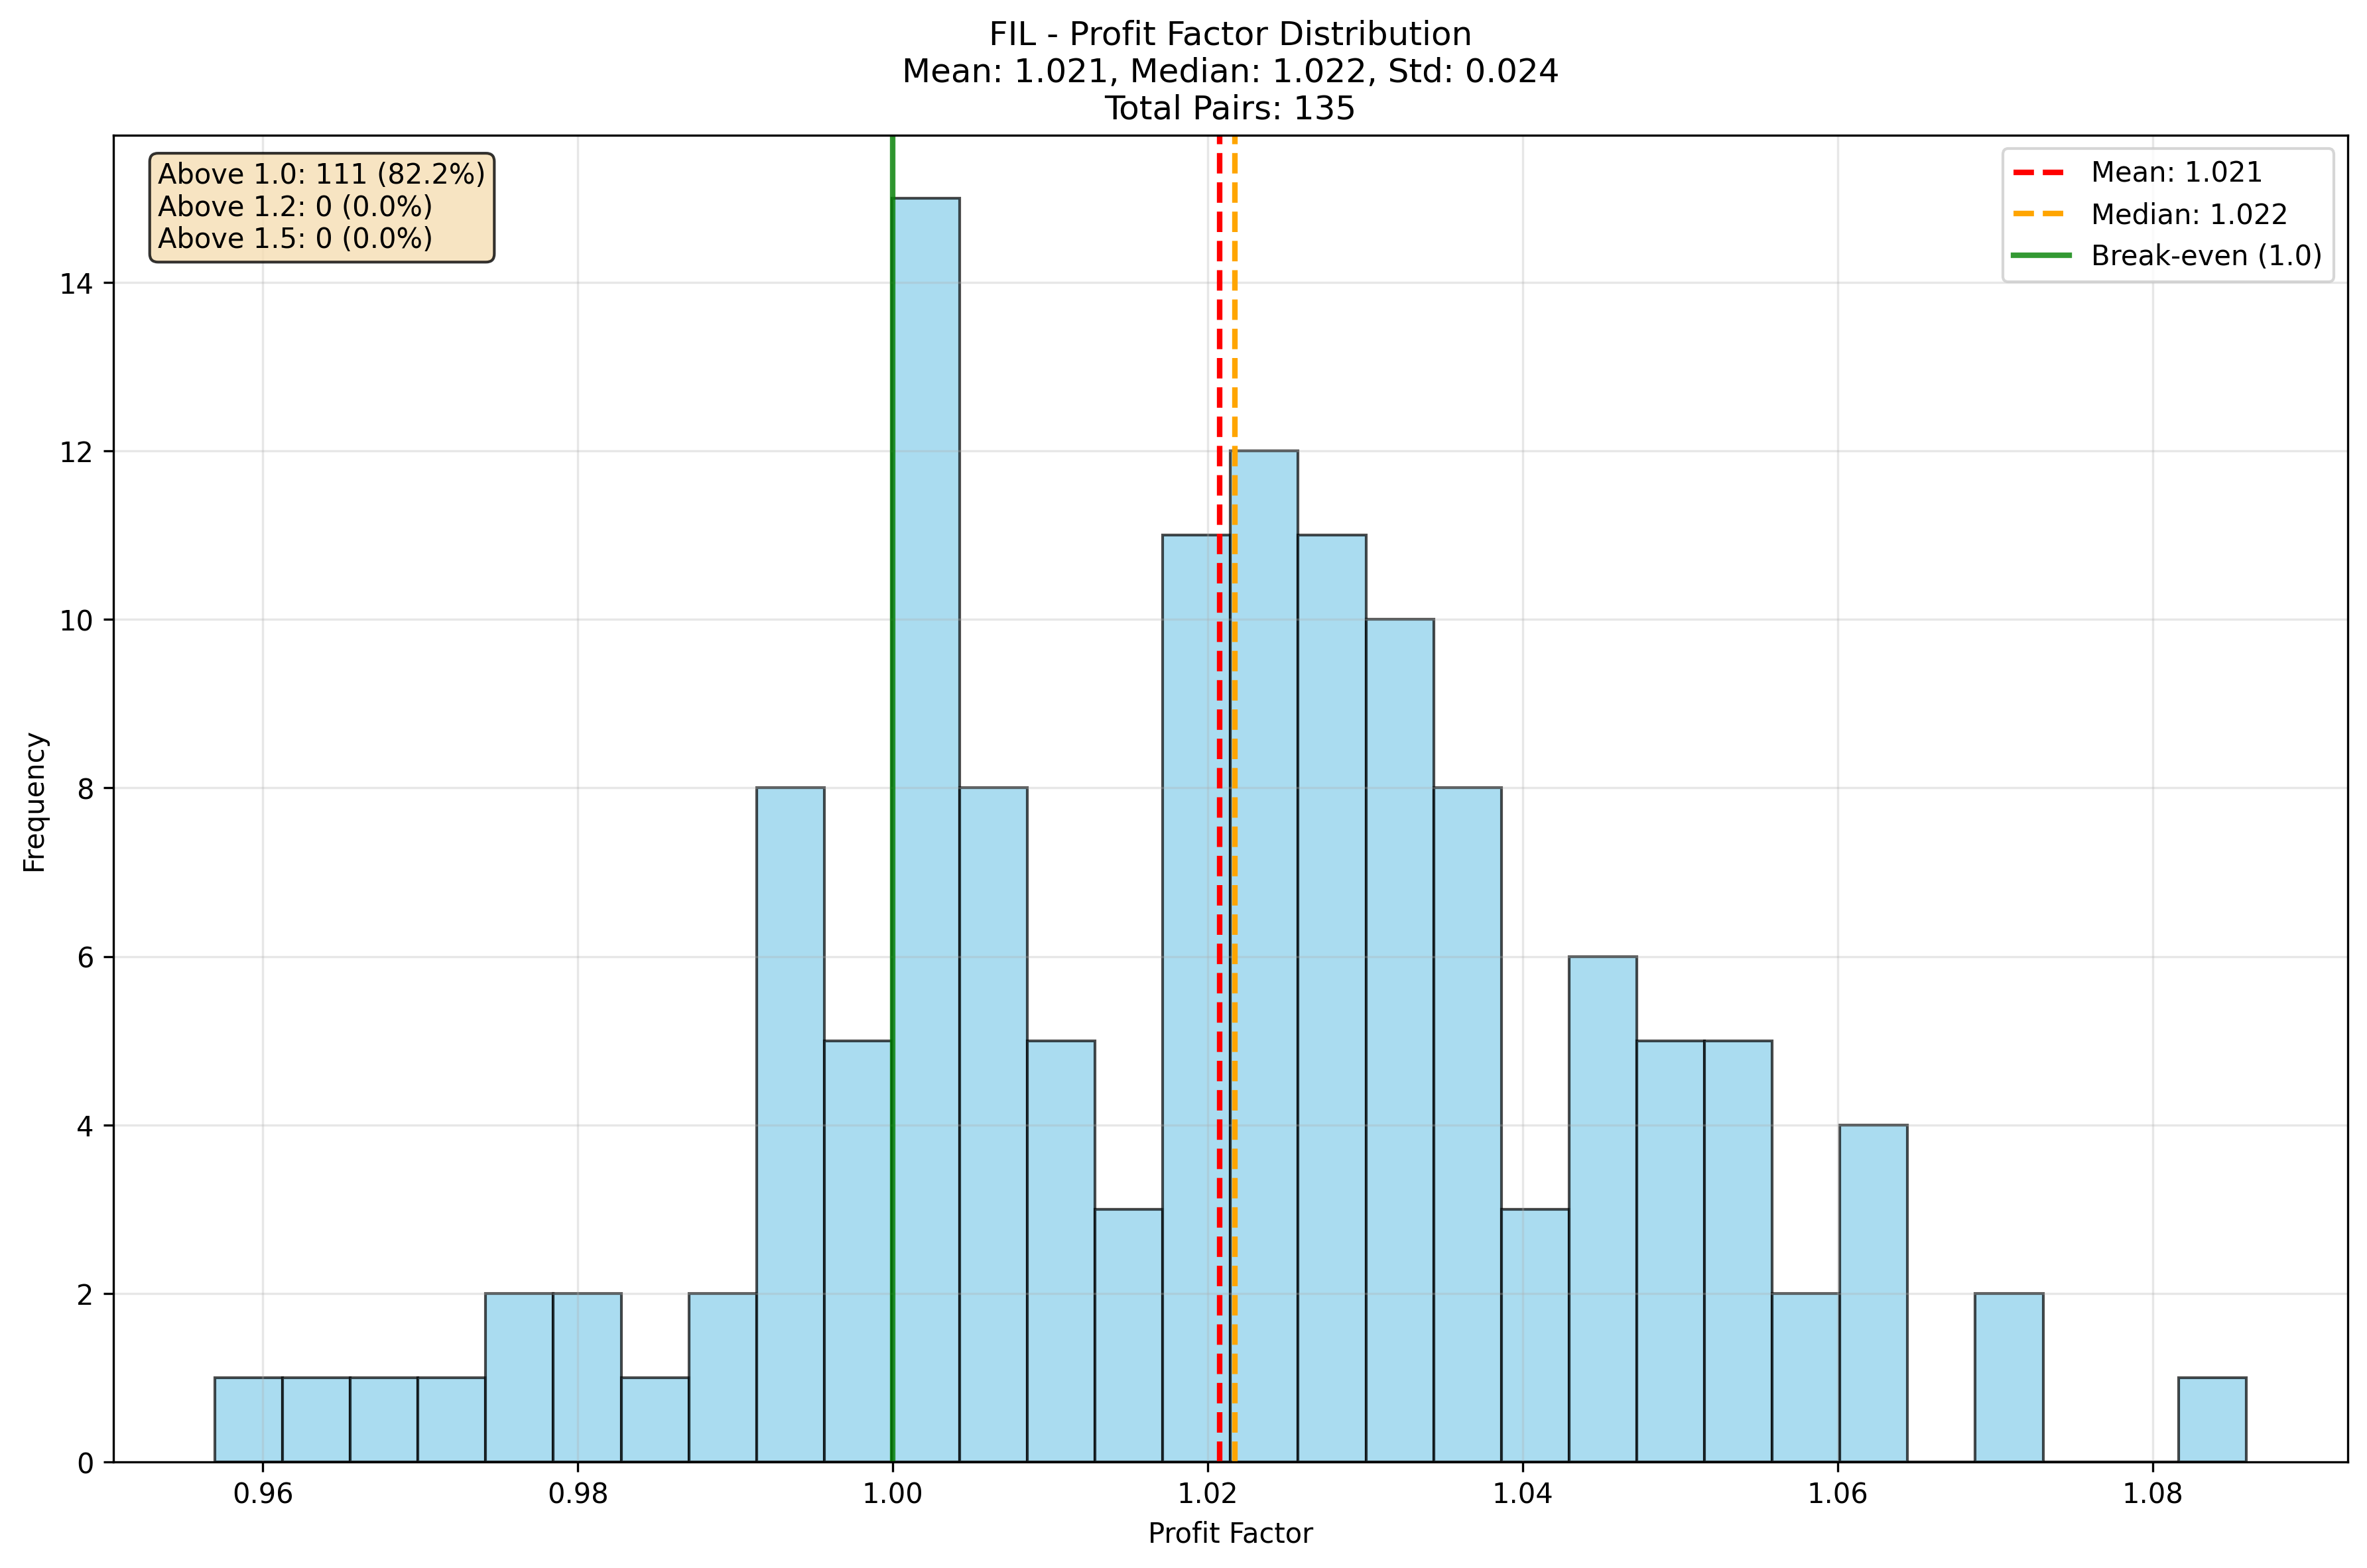 FIL - Profit Factor Distribution
Mean: 1.021, Median: 1.022, Std: 0.024
Total Pairs: 135
Above 1.0: 111 (82.2%)
Above 1.2: 0 (0.0%)
Above 1.5: 0 (0.0%)
Mean: 1.021
Median: 1.022
Break-even (1.0)
14
12
10
8
6
4
2
0
Frequency
0.96 0.98 1.00 1.02 1.04 1.06 1.08
Profit Factor